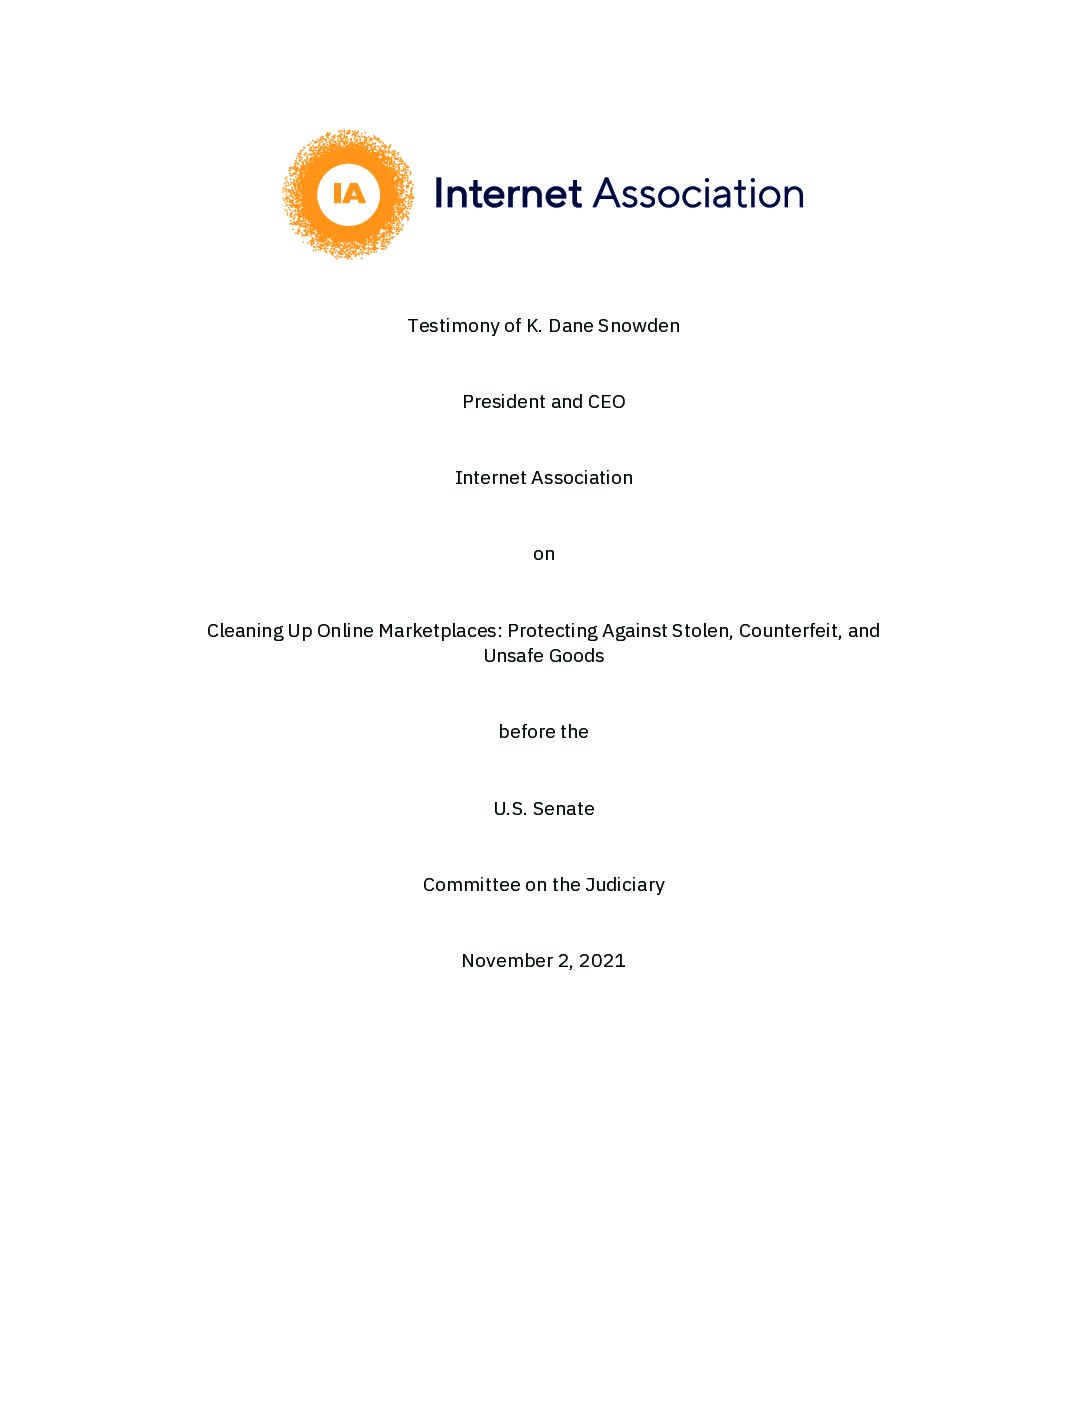 IA Internet Association
Testimony of K. Dane Snowden
President and CEO
Internet Association
on
Cleaning Up Online Marketplaces: Protecting Against Stolen, Counterfeit, and
Unsafe Goods
before the
U.S. Senate
Committee on the Judiciary
November 2, 2021